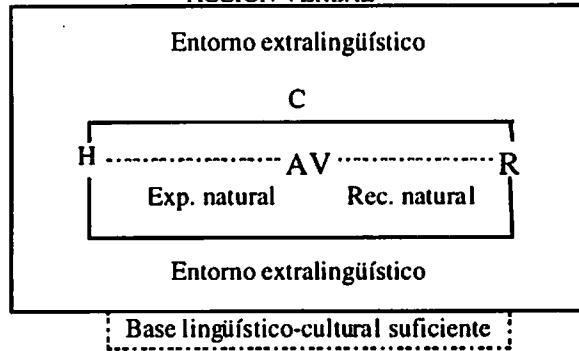 Entorno extralingüístico
C
H AV R
Exp. natural Rec. natural
Entorno extralingüístico
Base lingüístico-cultural suficiente